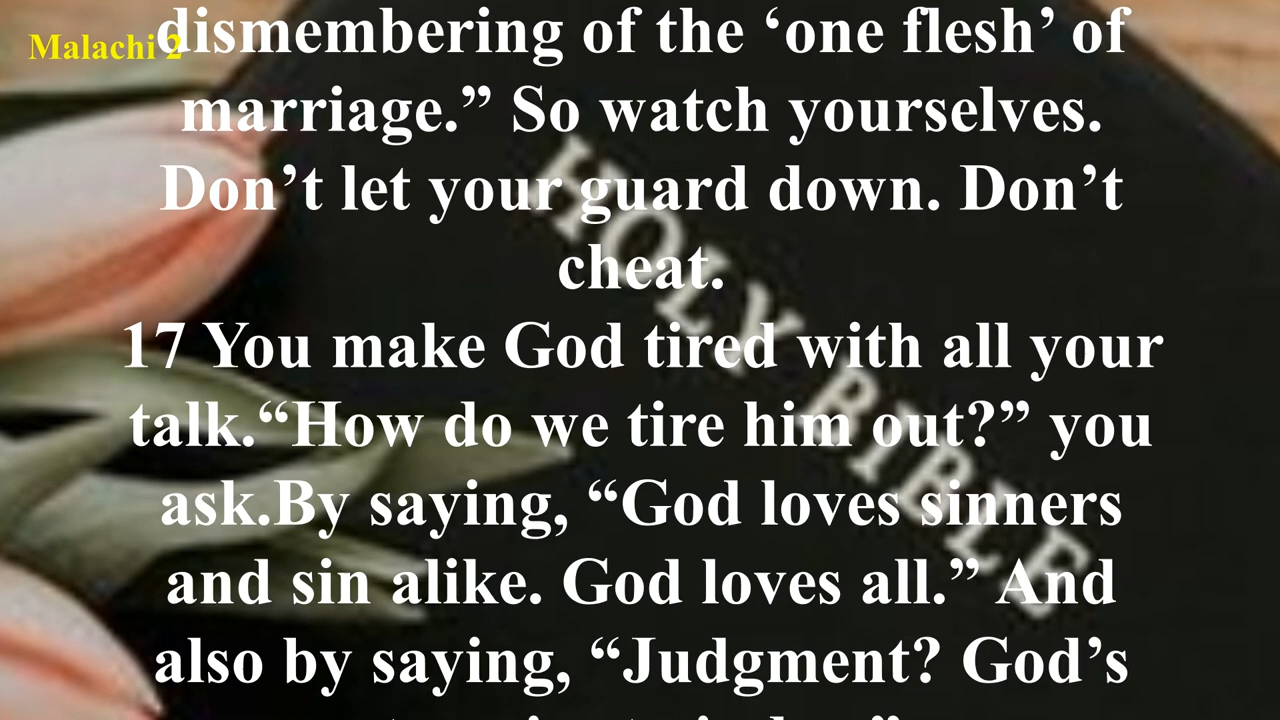 Malachi 2
dismembering of the ‘one flesh’ of
marriage.” So watch yourselves.
Don’t let your guard down. Don’t
cheat.
17 You make God tired with all your
talk.“How do we tire him out?” you
ask.By saying, “God loves sinners
and sin alike. God loves all.” And
also by saying, “Judgment? God’s
HOLY BIBLE